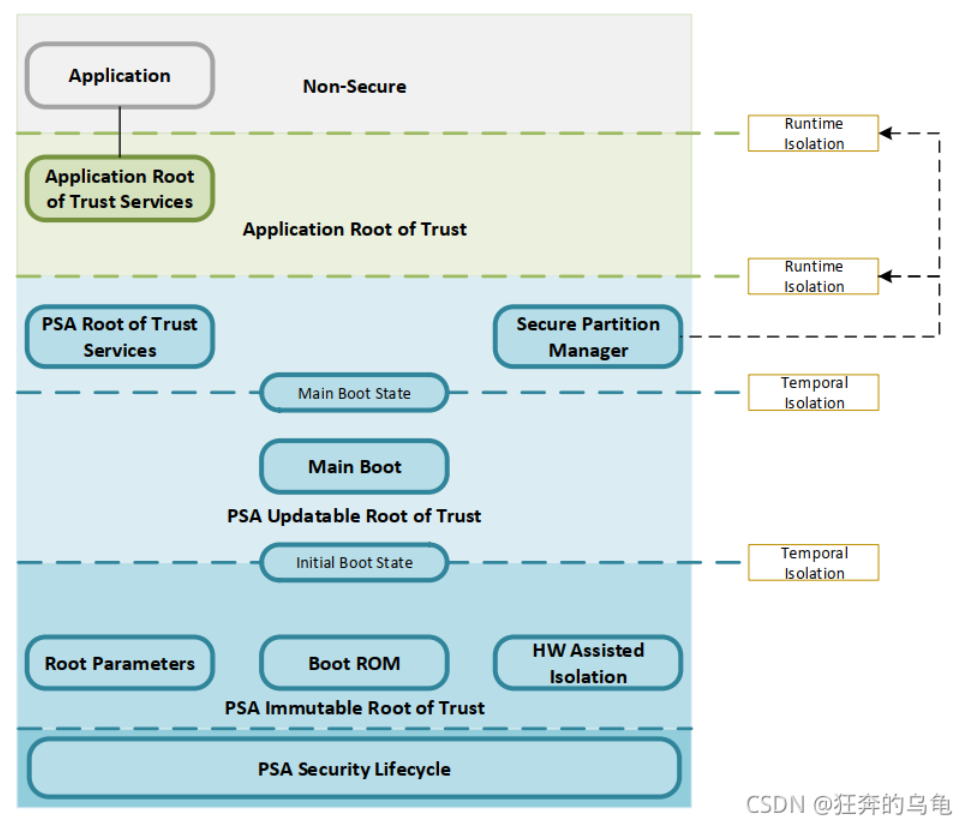 Application
Non-Secure
Runtime
Isolation
Application Root
of Trust Services
Application Root of Trust
Runtime
Isolation
PSA Root of Trust
Services
Secure Partition
Manager
Main Boot State
Temporal
Isolation
Main Boot
PSA Updatable Root of Trust
Initial Boot State
Temporal
Isolation
Root Parameters
Boot ROM
HW Assisted
Isolation
PSA Immutable Root of Trust
PSA Security Lifecycle
CSDN @狂奔的乌龟